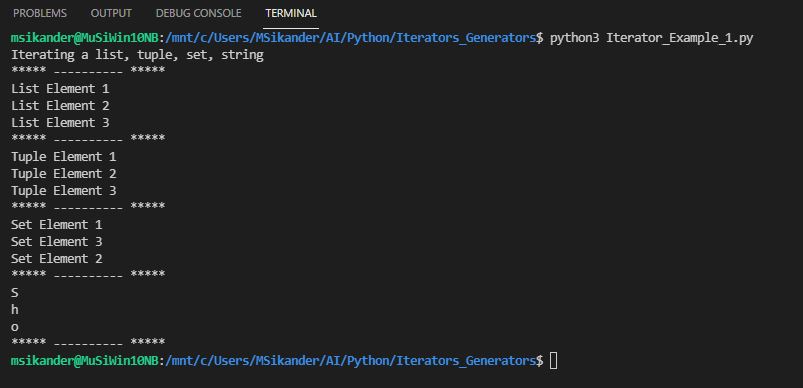 PROBLEMS OUTPUT DEBUG CONSOLE TERMINAL
msikander@MuSiWin10NB:/mnt/c/Users/MSikander/AI/Python/Iterators_Generators$ python3 Iterator_Example_1.py
Iterating a list, tuple, set, string
***** ---------- *****
List Element 1
List Element 2
List Element 3
***** ---------- *****
Tuple Element 1
Tuple Element 2
Tuple Element 3
***** ---------- *****
Set Element 1
Set Element 3
Set Element 2
***** ---------- *****
S
h
o
***** ---------- *****
msikander@MuSiWin10NB:/mnt/c/Users/MSikander/AI/Python/Iterators_Generators$